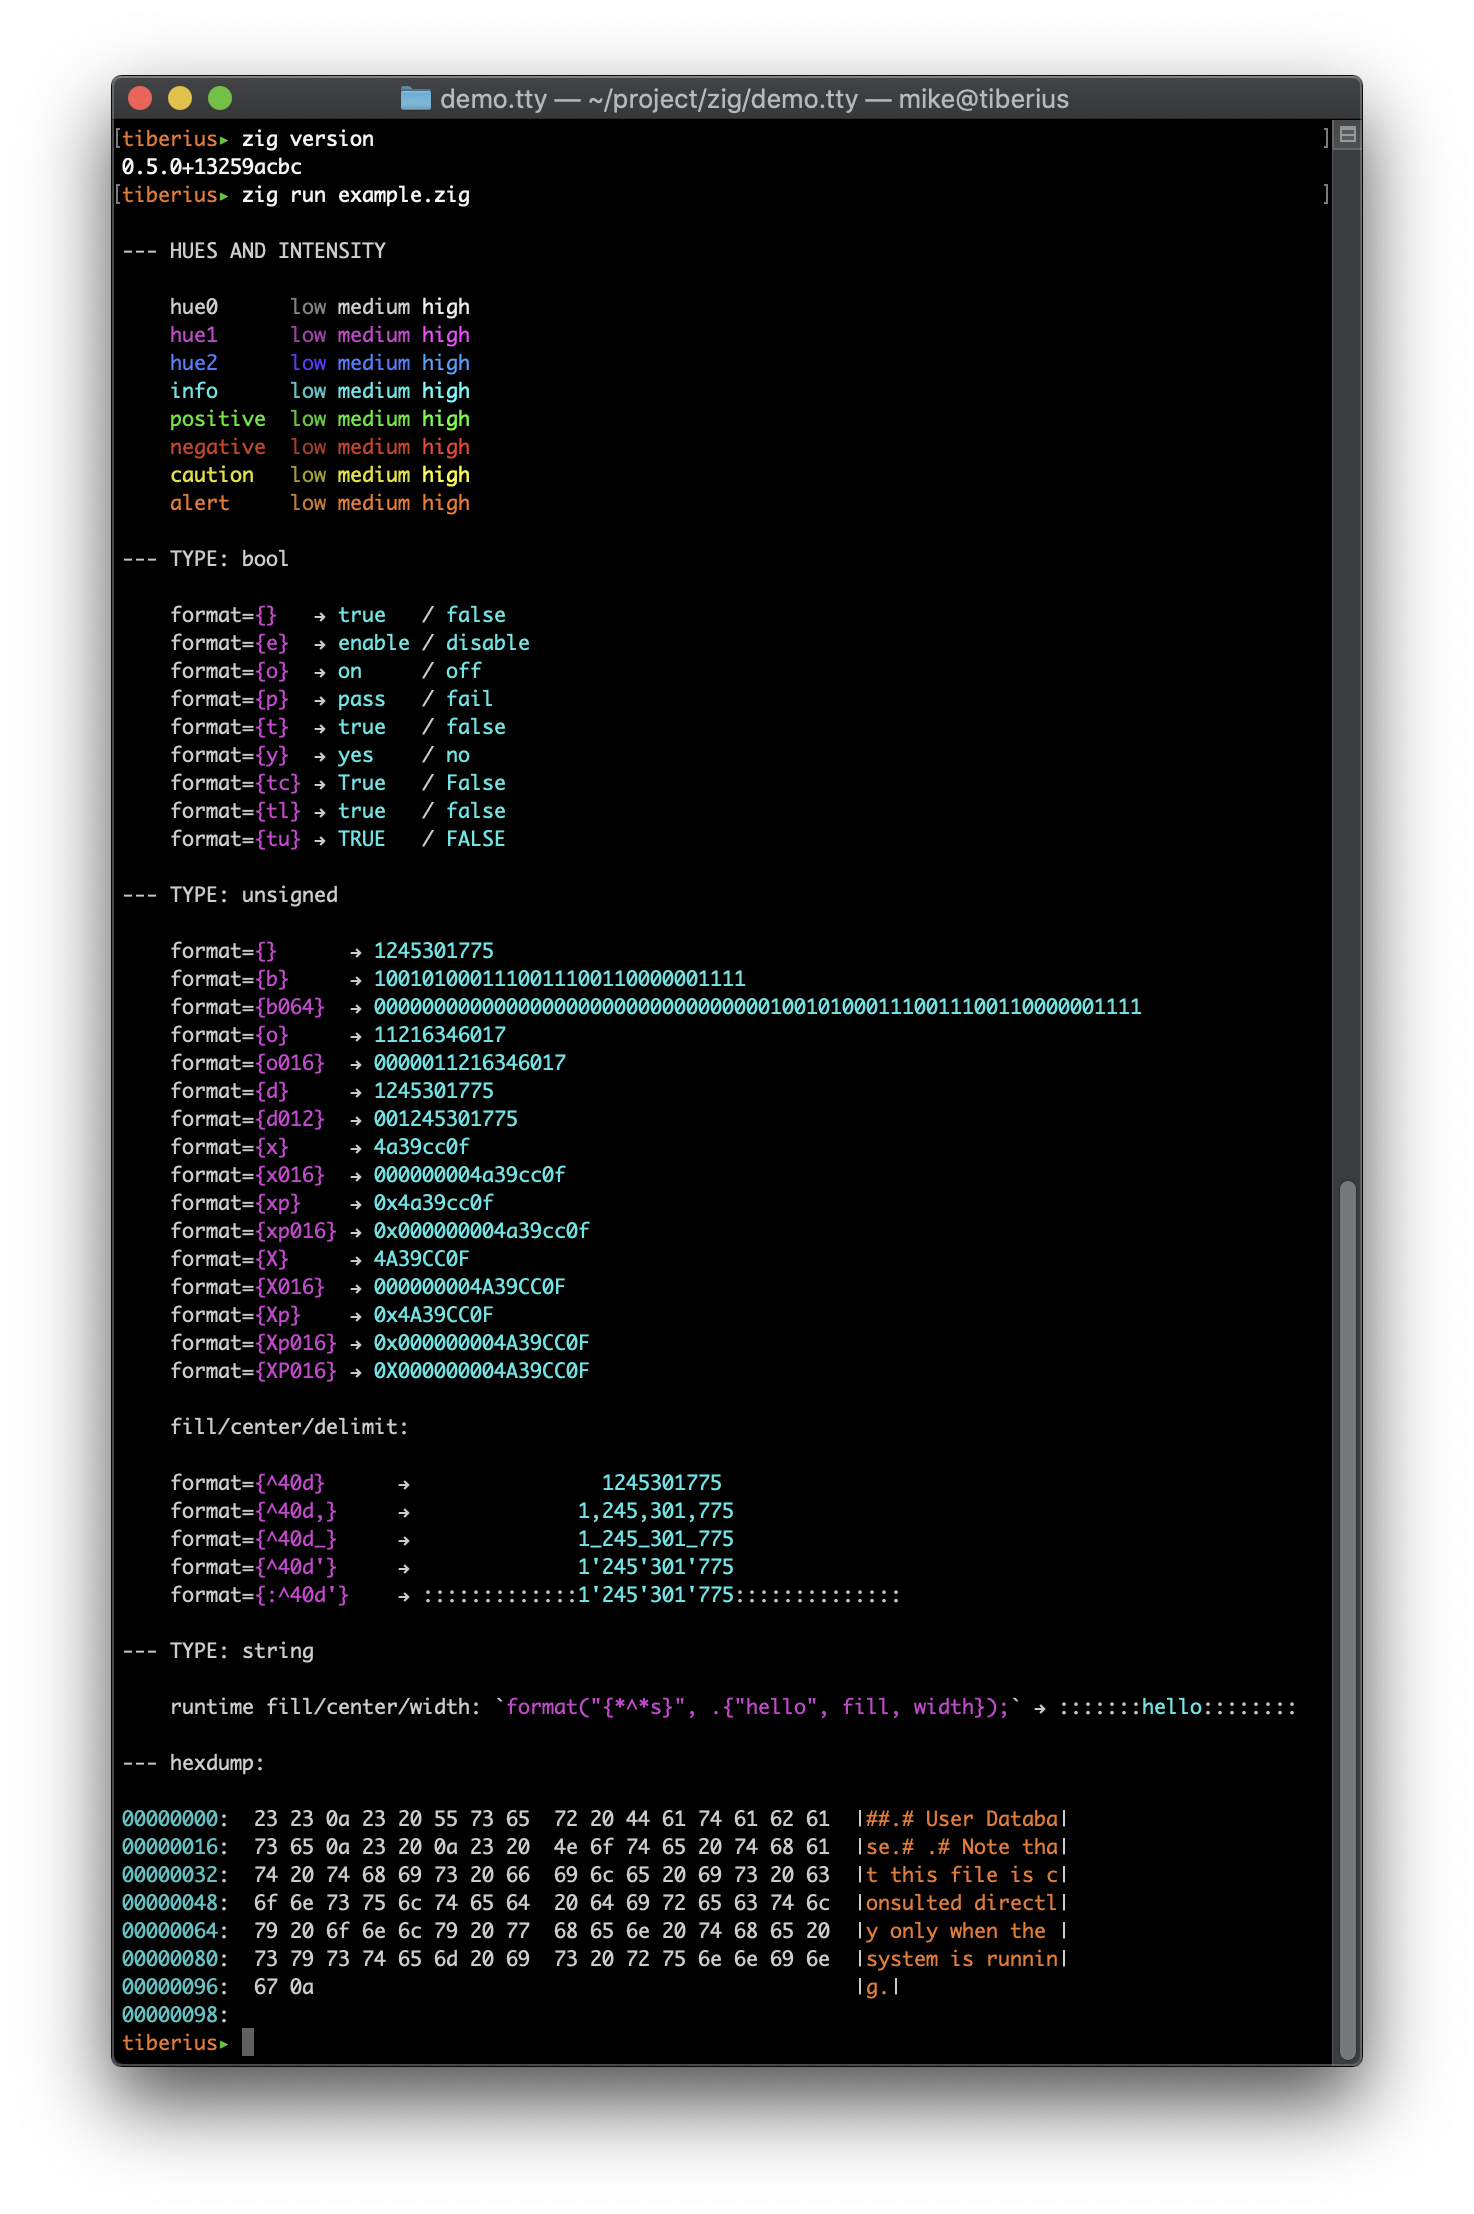 demo.tty — ~/project/zig/demo.tty — mike@tiberius
[tiberius▸ zig version ]
0.5.0+13259acbc
[tiberius▸ zig run example.zig ]
--- HUES AND INTENSITY
hue0 low medium high
hue1 low medium high
hue2 low medium high
info low medium high
positive low medium high
negative low medium high
caution low medium high
alert low medium high
--- TYPE: bool
format={} → true / false
format={e} → enable / disable
format={o} → on / off
format={p} → pass / fail
format={t} → true / false
format={y} → yes / no
format={tc} → True / False
format={tl} → true / false
format={tu} → TRUE / FALSE
--- TYPE: unsigned
format={} → 1245301775
format={b} → 1001010001110011100110000001111
format={b064} → 0000000000000000000000000000000001001010001110011100110000001111
format={o} → 11216346017
format={o016} → 0000011216346017
format={d} → 1245301775
format={d012} → 001245301775
format={x} → 4a39cc0f
format={x016} → 000000004a39cc0f
format={xp} → 0x4a39cc0f
format={xp016} → 0x000000004a39cc0f
format={X} → 4A39CC0F
format={X016} → 000000004A39CC0F
format={Xp} → 0x4A39CC0F
format={Xp016} → 0x000000004A39CC0F
format={XP016} → 0X000000004A39CC0F
fill/center/delimit:
format={^40d} → 1245301775
format={^40d,} → 1,245,301,775
format={^40d_} → 1_245_301_775
format={^40d'} → 1'245'301'775
format={:^40d'} → :::::::::::::1'245'301'775::::::::::::::
--- TYPE: string
runtime fill/center/width: `format("{*^*s}", .{"hello", fill, width});` → :::::::hello::::::::
--- hexdump:
00000000: 23 23 0a 23 20 55 73 65 72 20 44 61 74 61 62 61 |##.# User Databa|
00000016: 73 65 0a 23 20 0a 23 20 4e 6f 74 65 20 74 68 61 |se.# .# Note tha|
00000032: 74 20 74 68 69 73 20 66 69 6c 65 20 69 73 20 63 |t this file is c|
00000048: 6f 6e 73 75 6c 74 65 64 20 64 69 72 65 63 74 6c |onsulted directl|
00000064: 79 20 6f 6e 6c 79 20 77 68 65 6e 20 74 68 65 20 |y only when the |
00000080: 73 79 73 74 65 6d 20 69 73 20 72 75 6e 6e 69 6e |system is runnin|
00000096: 67 0a |g.|
00000098:
tiberius▸